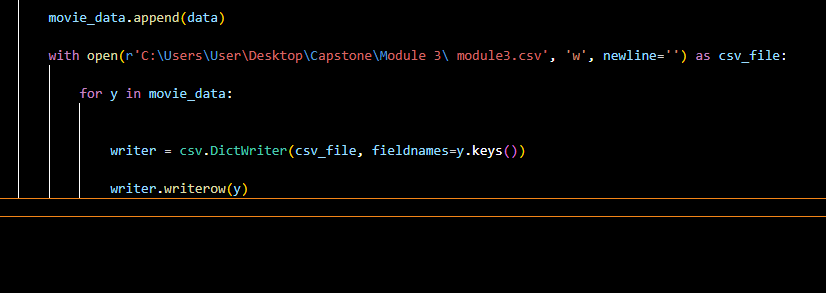 movie_data.append(data)
with open(r'C:\Users\User\Desktop\Capstone\Module 3\ module3.csv', 'w', newline='') as csv_file:
for y in movie_data:
writer = csv.DictWriter(csv_file, fieldnames=y.keys())
writer.writerow(y)